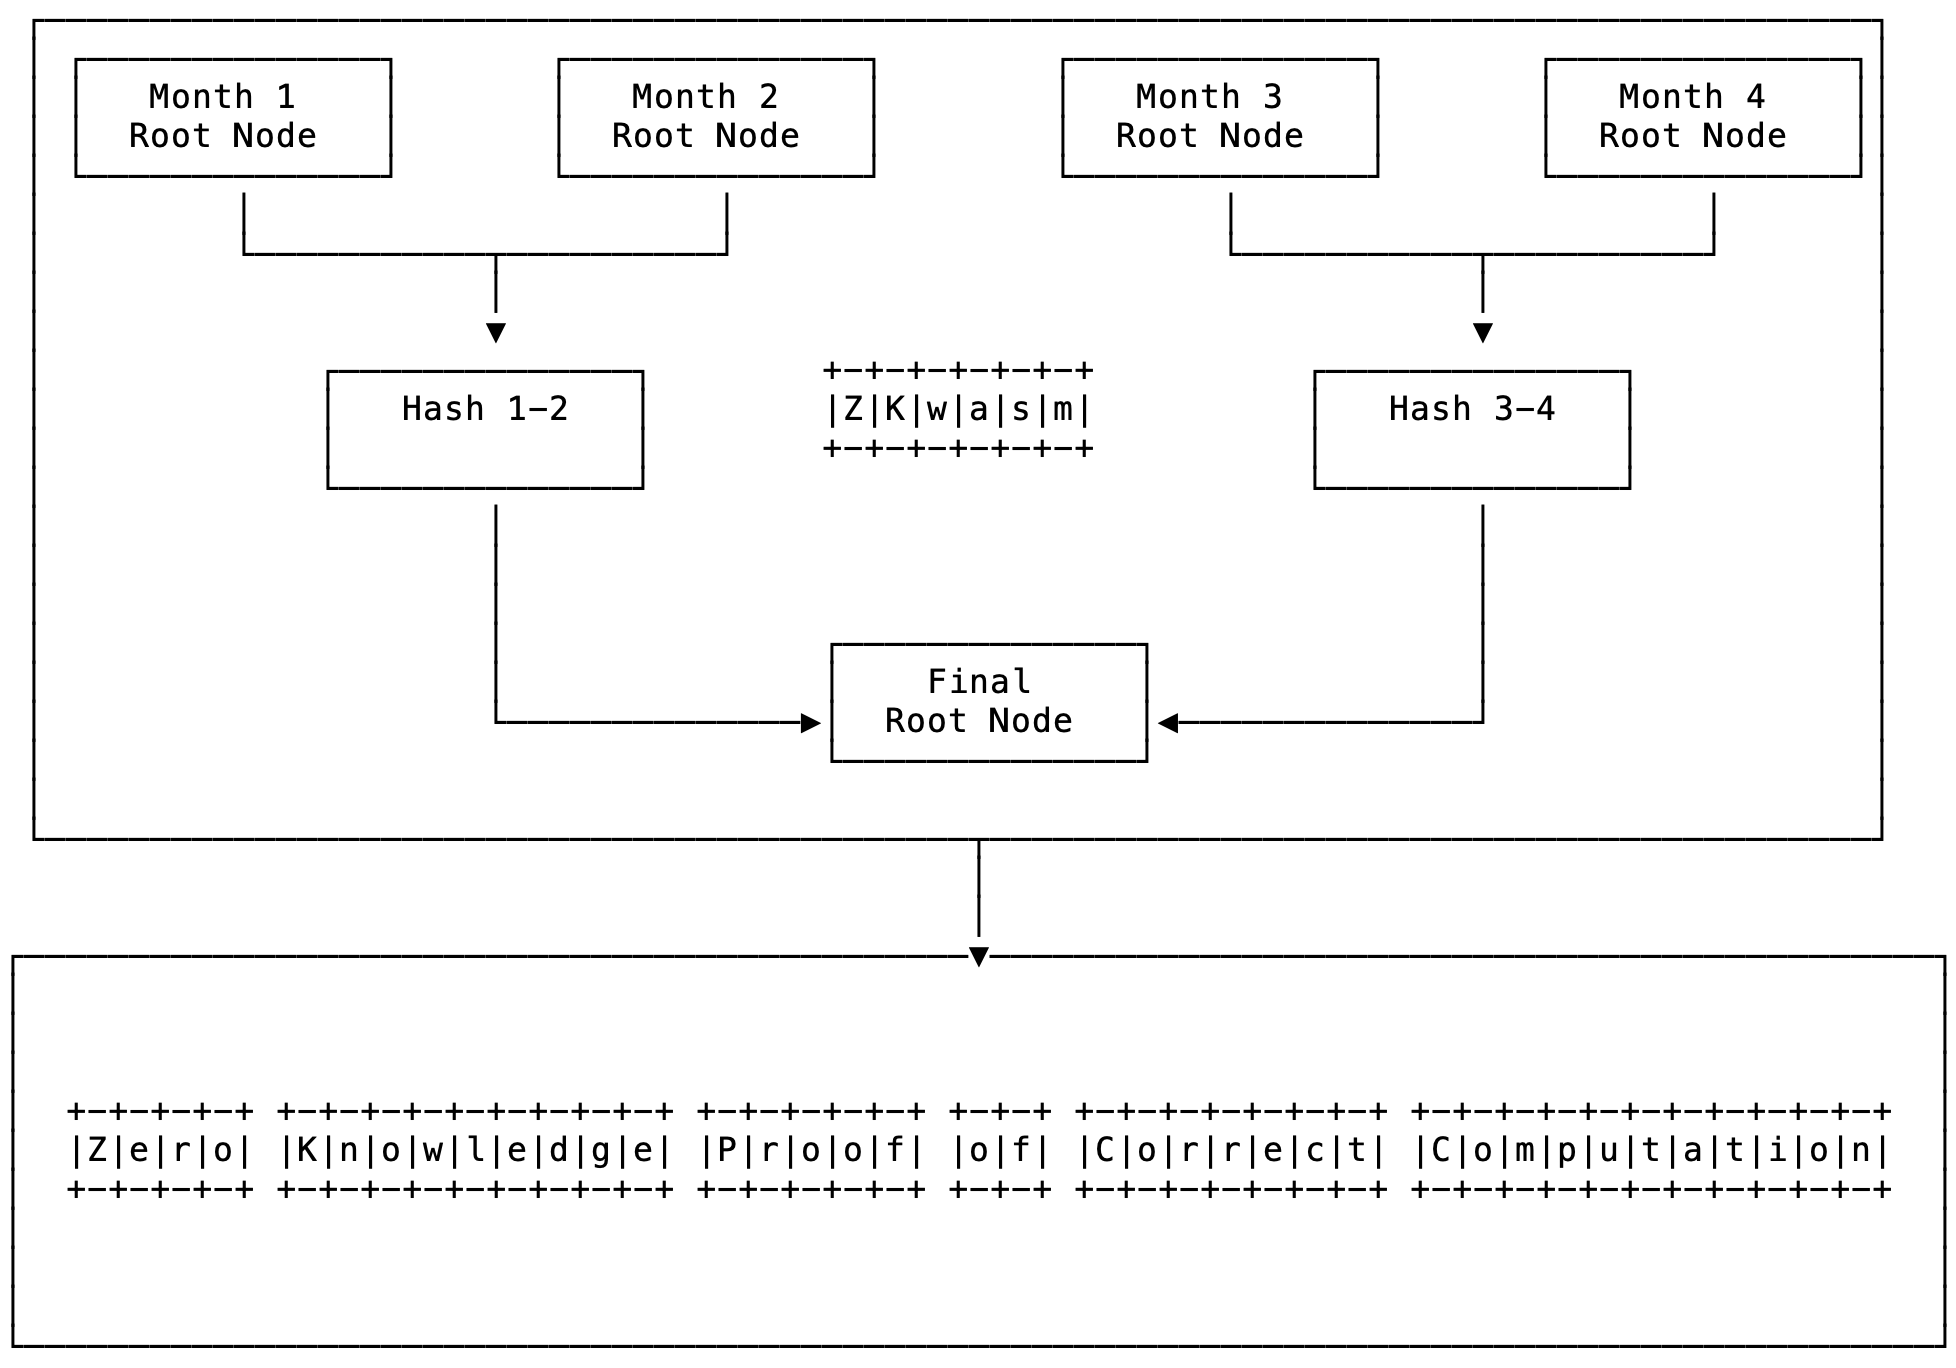 Month 1 Month 2 Month 3 Month 4
Root Node Root Node Root Node Root Node
+-+-+-+-+-+-+
Hash 1-2 |Z|K|w|a|s|m| Hash 3-4
+-+-+-+-+-+-+
Final
Root Node
+-+-+-+-+ +-+-+-+-+-+-+-+-+-+ +-+-+-+-+-+ +-+-+ +-+-+-+-+-+-+-+ +-+-+-+-+-+-+-+-+-+-+-+
|Z|e|r|o| |K|n|o|w|l|e|d|g|e| |P|r|o|o|f| |o|f| |C|o|r|r|e|c|t| |C|o|m|p|u|t|a|t|i|o|n|
+-+-+-+-+ +-+-+-+-+-+-+-+-+-+ +-+-+-+-+-+ +-+-+ +-+-+-+-+-+-+-+ +-+-+-+-+-+-+-+-+-+-+-+